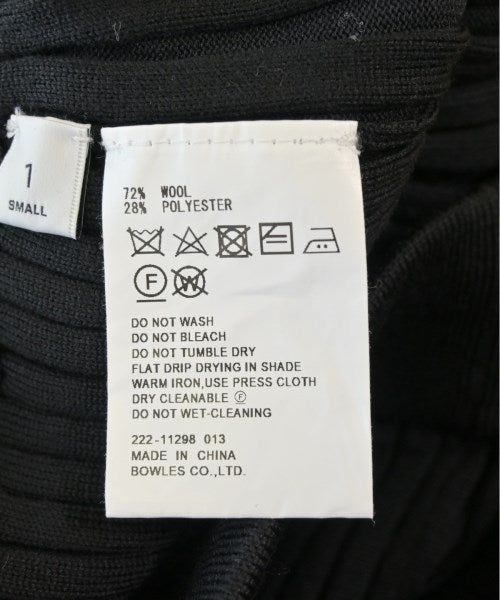 1
SMALL
72% WOOL
28% POLYESTER
F W
DO NOT WASH
DO NOT BLEACH
DO NOT TUMBLE DRY
FLAT DRIP DRYING IN SHADE
WARM IRON,USE PRESS CLOTH
DRY CLEANABLE Ⓕ
DO NOT WET-CLEANING
222-11298 013
MADE IN CHINA
BOWLES CO.,LTD.